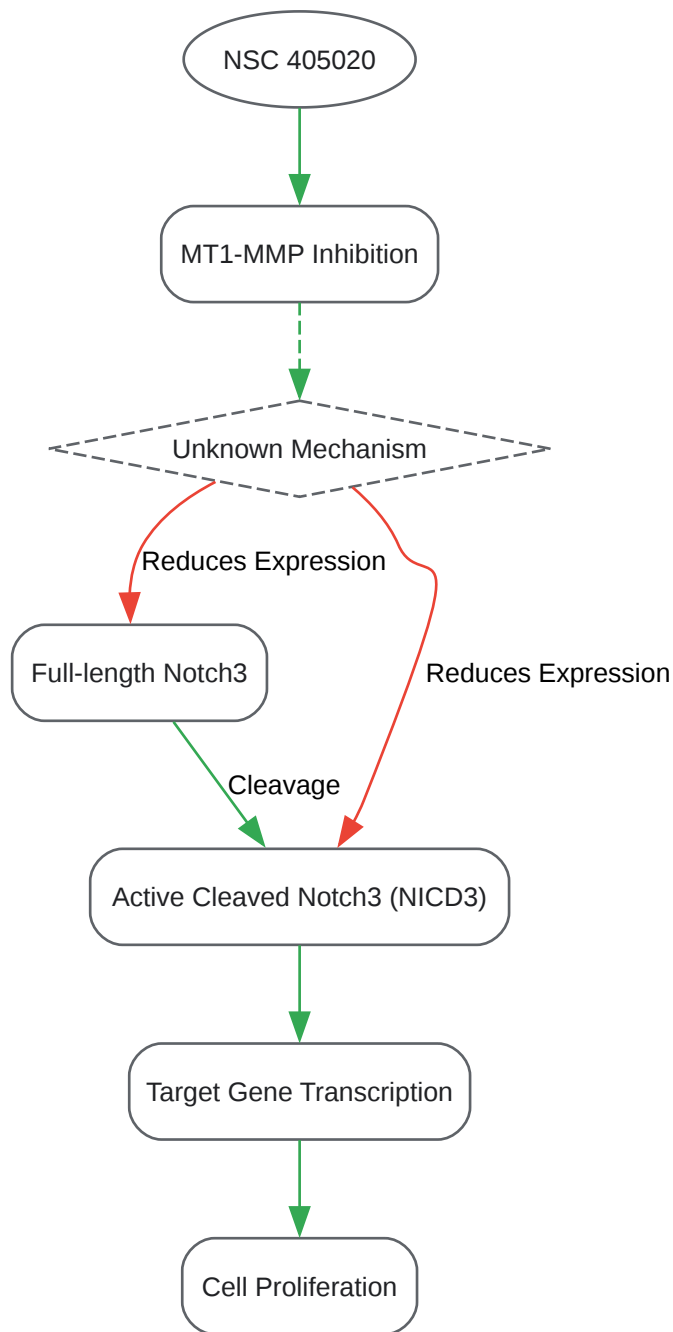 NSC 405020
MT1-MMP Inhibition
Unknown Mechanism
Reduces Expression
Full-length Notch3
Reduces Expression
Cleavage
Active Cleaved Notch3 (NICD3)
Target Gene Transcription
Cell Proliferation